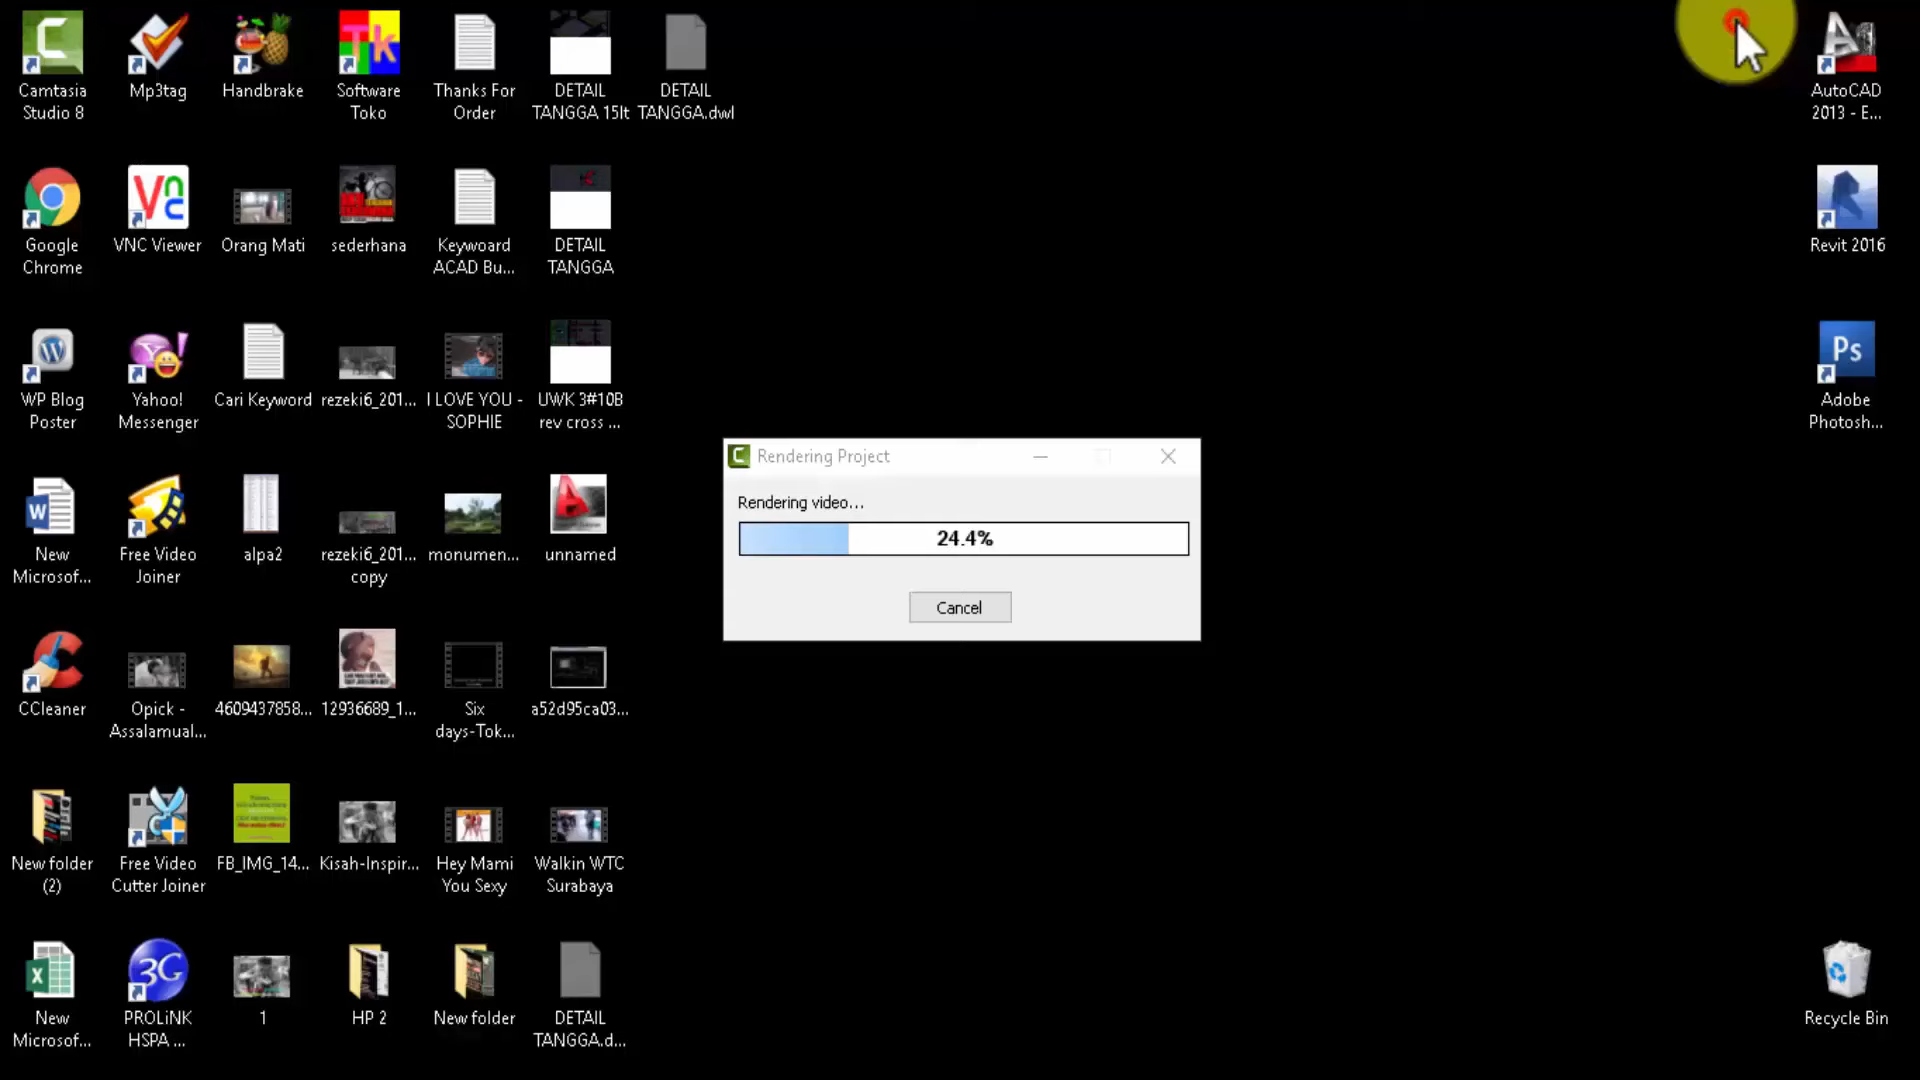 Camtasia
Studio 8
Mp3tag
Handbrake
Software
Toko
Thanks For
Order
DETAIL
TANGGA 15lt
DETAIL
TANGGA.dwl
AutoCAD
2013 - E...
Google
Chrome
VNC Viewer
Orang Mati
sederhana
Keywoard
ACAD Bu...
DETAIL
TANGGA
Revit 2016
WP Blog
Poster
Yahoo!
Messenger
Cari Keyword
rezeki6_201...
I LOVE YOU -
SOPHIE
UWK 3#10B
rev cross ...
Ps
Adobe
Photosh...
Rendering Project
Rendering video...
24.4%
Cancel
New
Microsof...
Free Video
Joiner
alpa2
rezeki6_201...
copy
monumen...
unnamed
CCleaner
Opick -
Assalamual...
4609437858...
12936689_1...
Six
days-Tok...
a52d95ca03...
New folder
(2)
Free Video
Cutter Joiner
FB_IMG_14...
Kisah-Inspir...
Hey Mami
You Sexy
Walkin WTC
Surabaya
New
Microsof...
3G
PROLiNK
HSPA ...
1
HP 2
New folder
DETAIL
TANGGA.d...
Recycle Bin